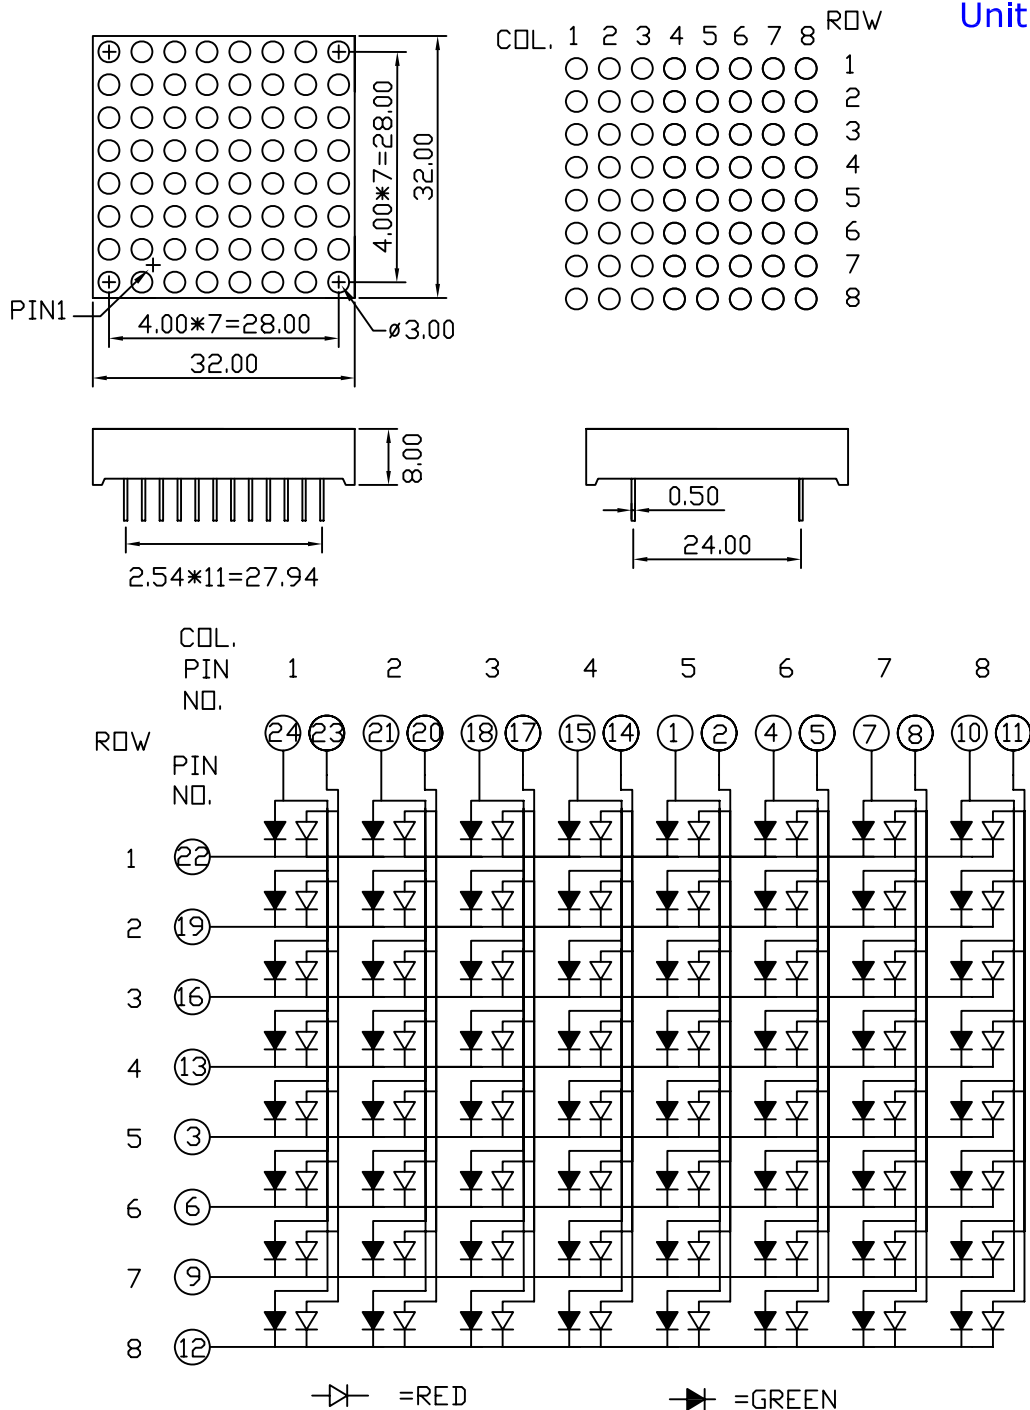 Unit
COL. 1 2 3 4 5 6 7 8 ROW
1
2
3
4
5
6
7
8
4.00*7=28.00
32.00
PIN1
4.00*7=28.00
ø3.00
32.00
8.00
2.54*11=27.94
0.50
24.00
COL.
PIN 1 2 3 4 5 6 7 8
NO.
ROW 24 23 21 20 18 17 15 14 1 2 4 5 7 8 10 11
PIN
NO.
1 22
2 19
3 16
4 13
5 3
6 6
7 9
8 12
=RED =GREEN